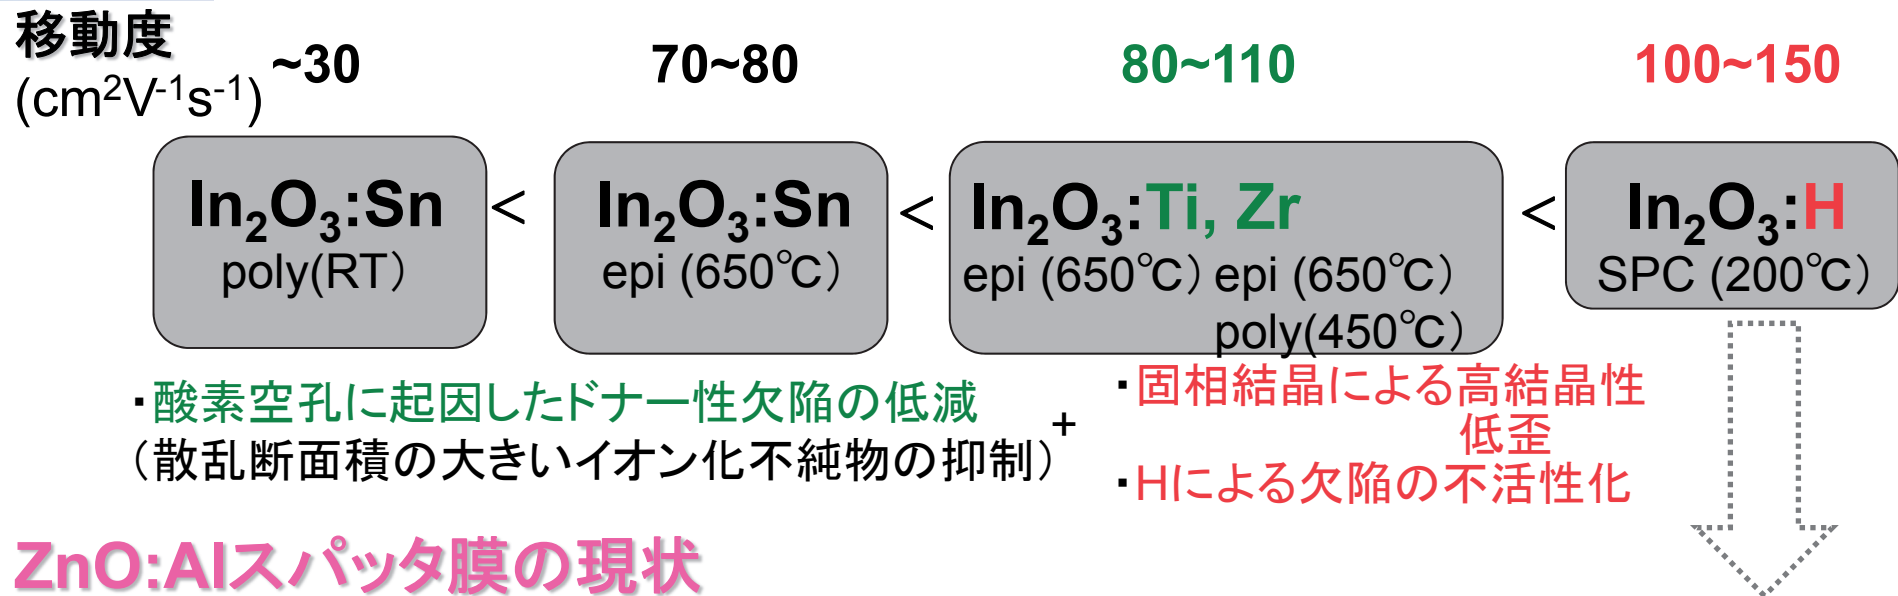 移動度
(cm²V⁻¹s⁻¹) ~30 70~80 80~110 100~150
In₂O₃:Sn < In₂O₃:Sn < In₂O₃:Ti, Zr < In₂O₃:H
poly(RT) epi (650℃) epi (650℃) epi (650℃) SPC (200℃)
poly(450℃)
・酸素空孔に起因したドナー性欠陥の低減
(散乱断面積の大きいイオン化不純物の抑制)
+
・固相結晶による高結晶性
低歪
・Hによる欠陥の不活性化
ZnO:Alスパッタ膜の現状